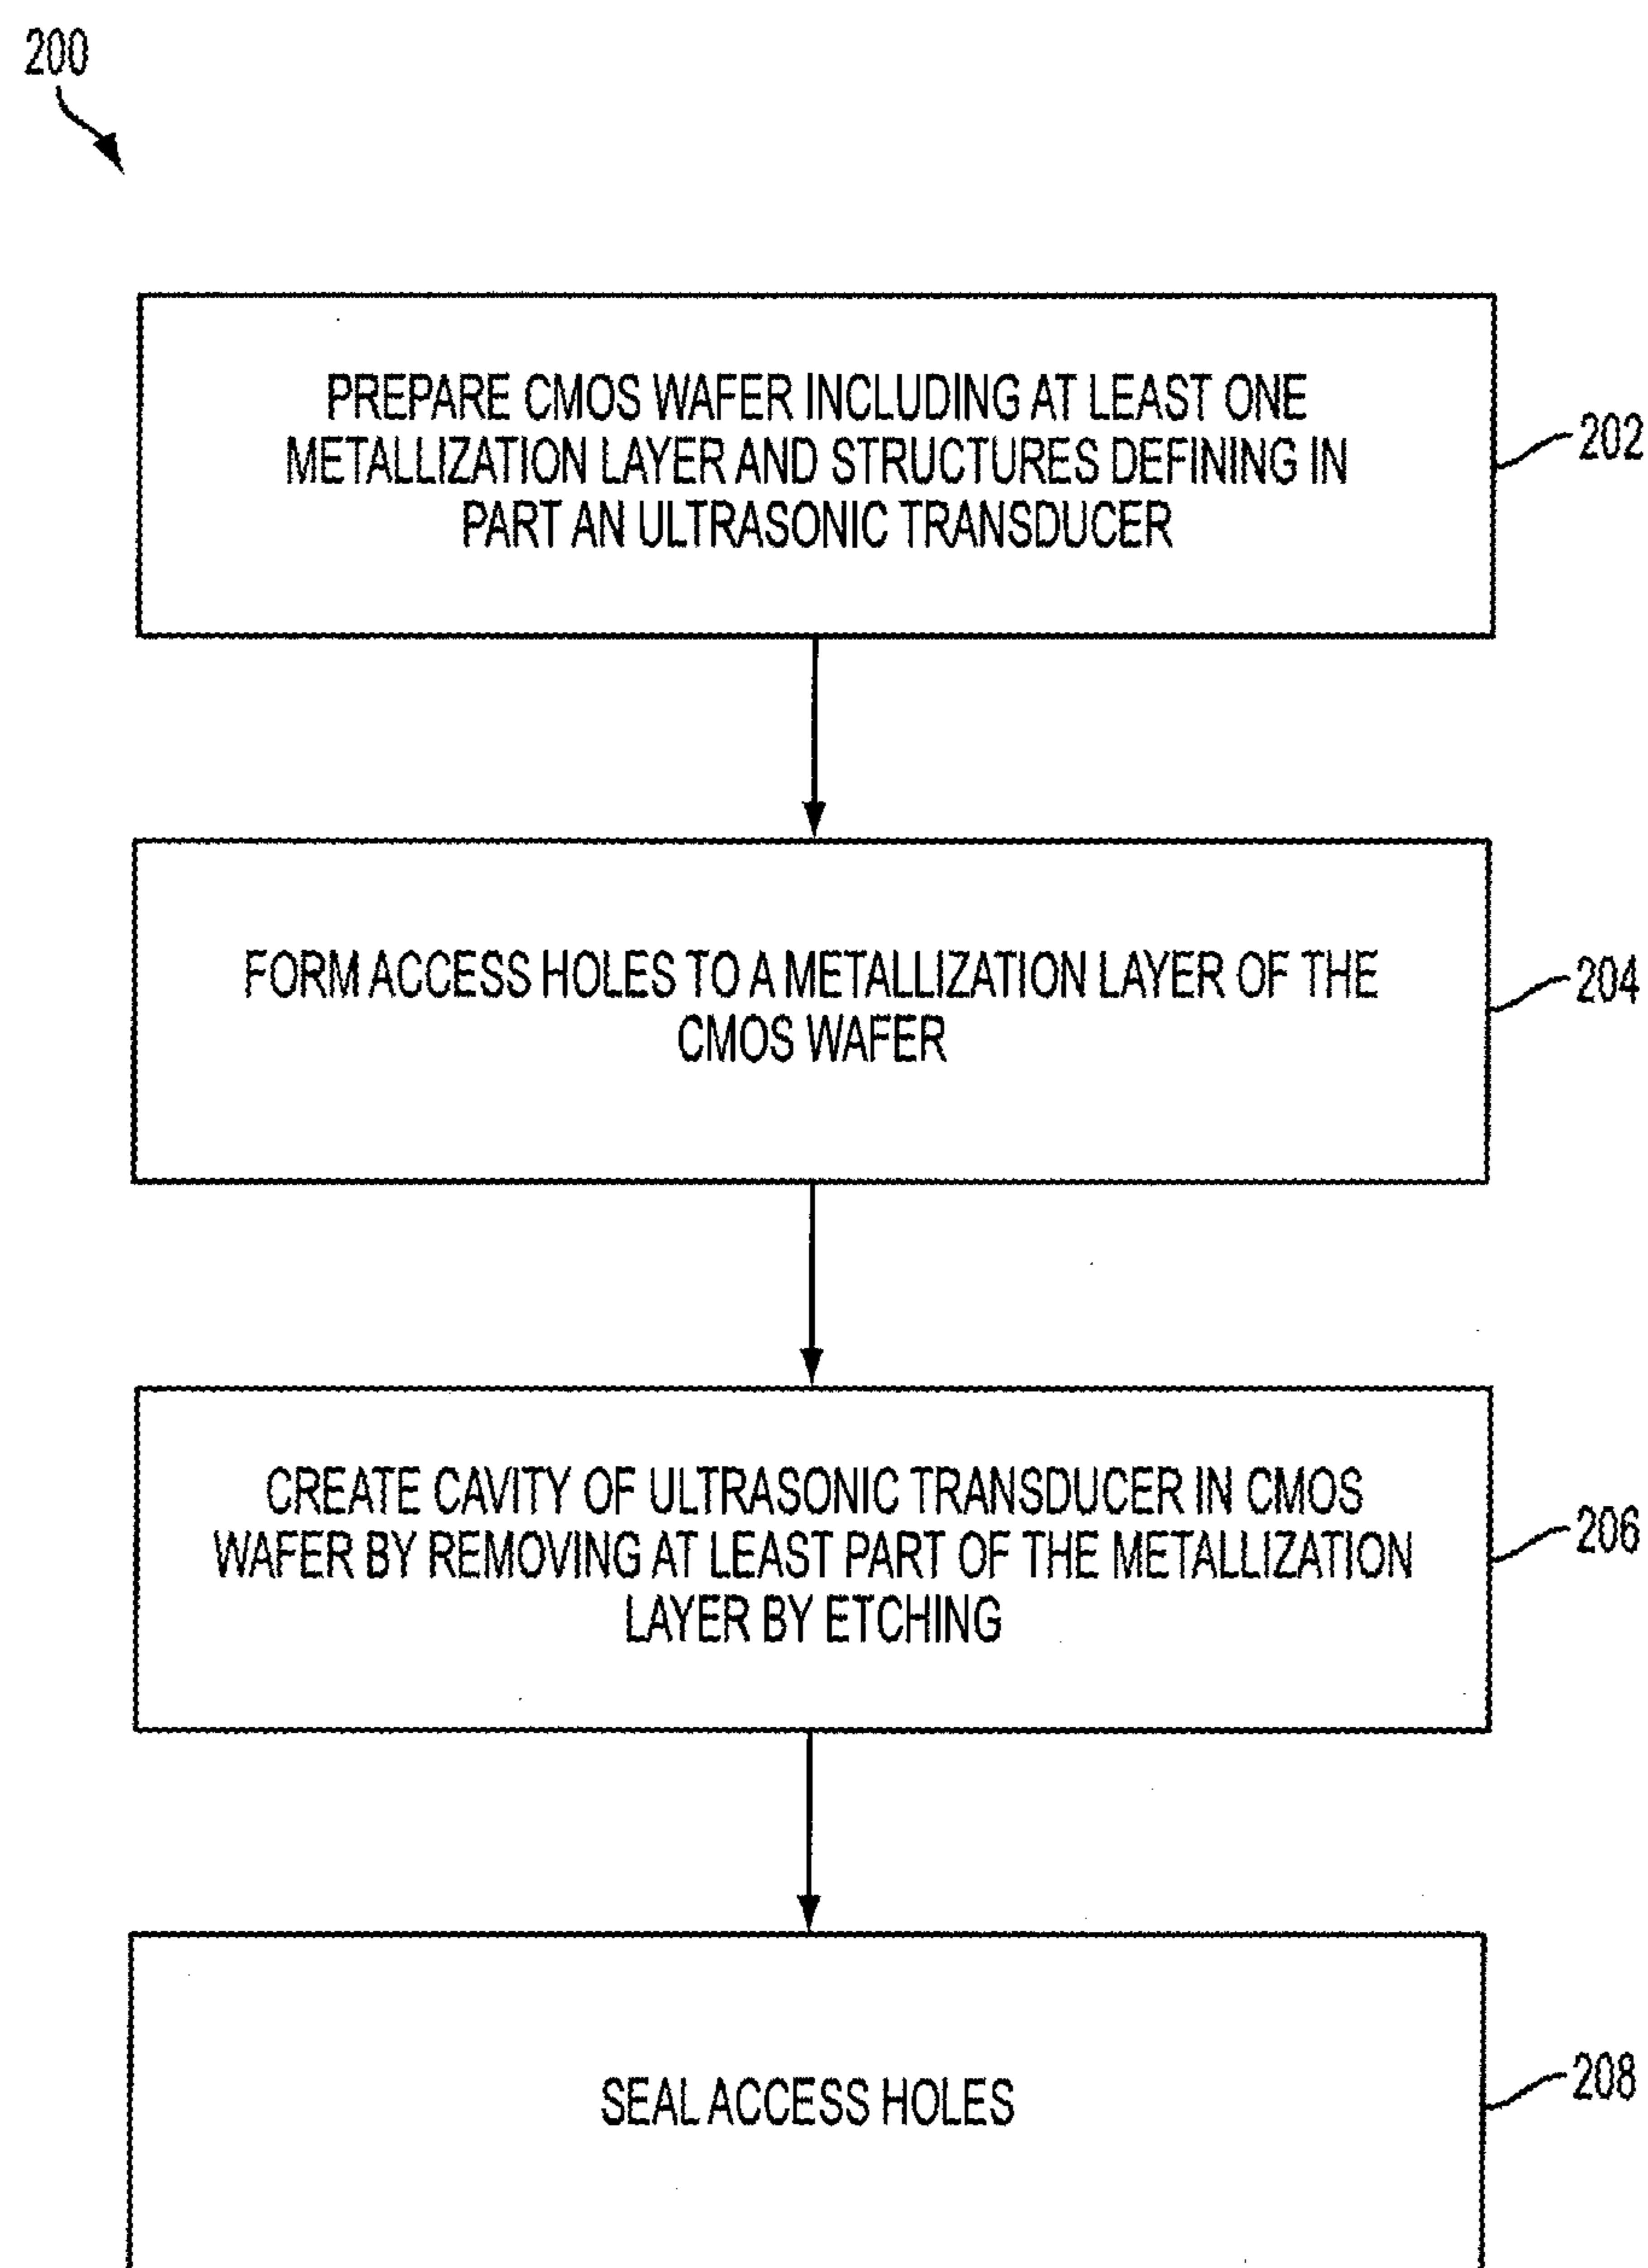 200
PREPARE CMOS WAFER INCLUDING AT LEAST ONE
METALLIZATION LAYER AND STRUCTURES DEFINING IN
PART AN ULTRASONIC TRANSDUCER
202
FORM ACCESS HOLES TO A METALLIZATION LAYER OF THE
CMOS WAFER
204
CREATE CAVITY OF ULTRASONIC TRANSDUCER IN CMOS
WAFER BY REMOVING AT LEAST PART OF THE METALLIZATION
LAYER BY ETCHING
206
SEAL ACCESS HOLES
208